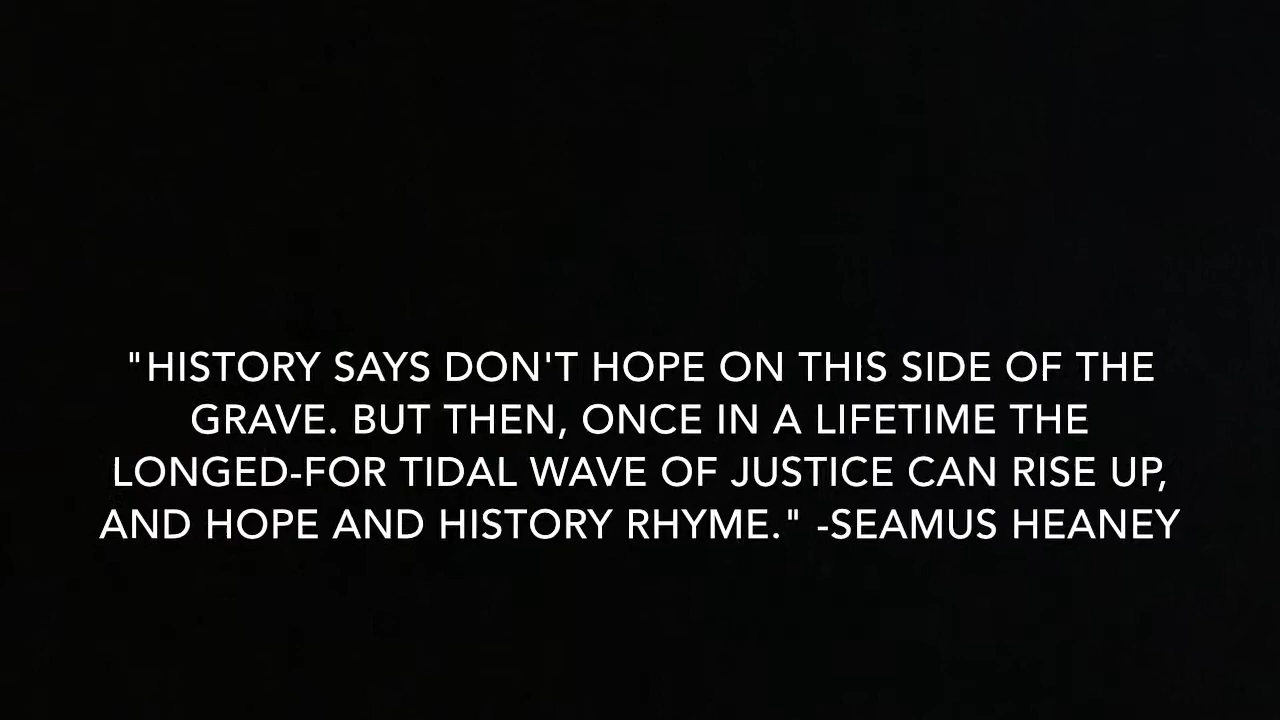 "HISTORY SAYS DON'T HOPE ON THIS SIDE OF THE
GRAVE. BUT THEN, ONCE IN A LIFETIME THE
LONGED-FOR TIDAL WAVE OF JUSTICE CAN RISE UP,
AND HOPE AND HISTORY RHYME." -SEAMUS HEANEY